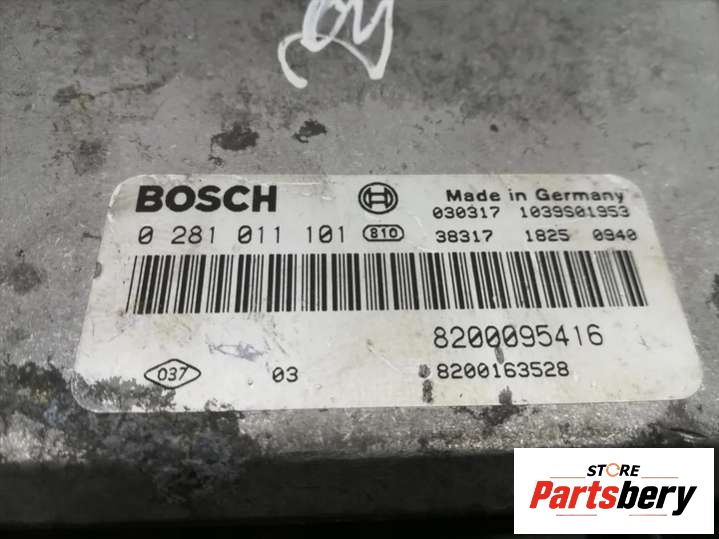 BOSCH
Made in Germany
030317 1039S01953
0 281 011 101 810 38317 1825 0940
8200095416
037 03 8200163528
STORE
Partsbery